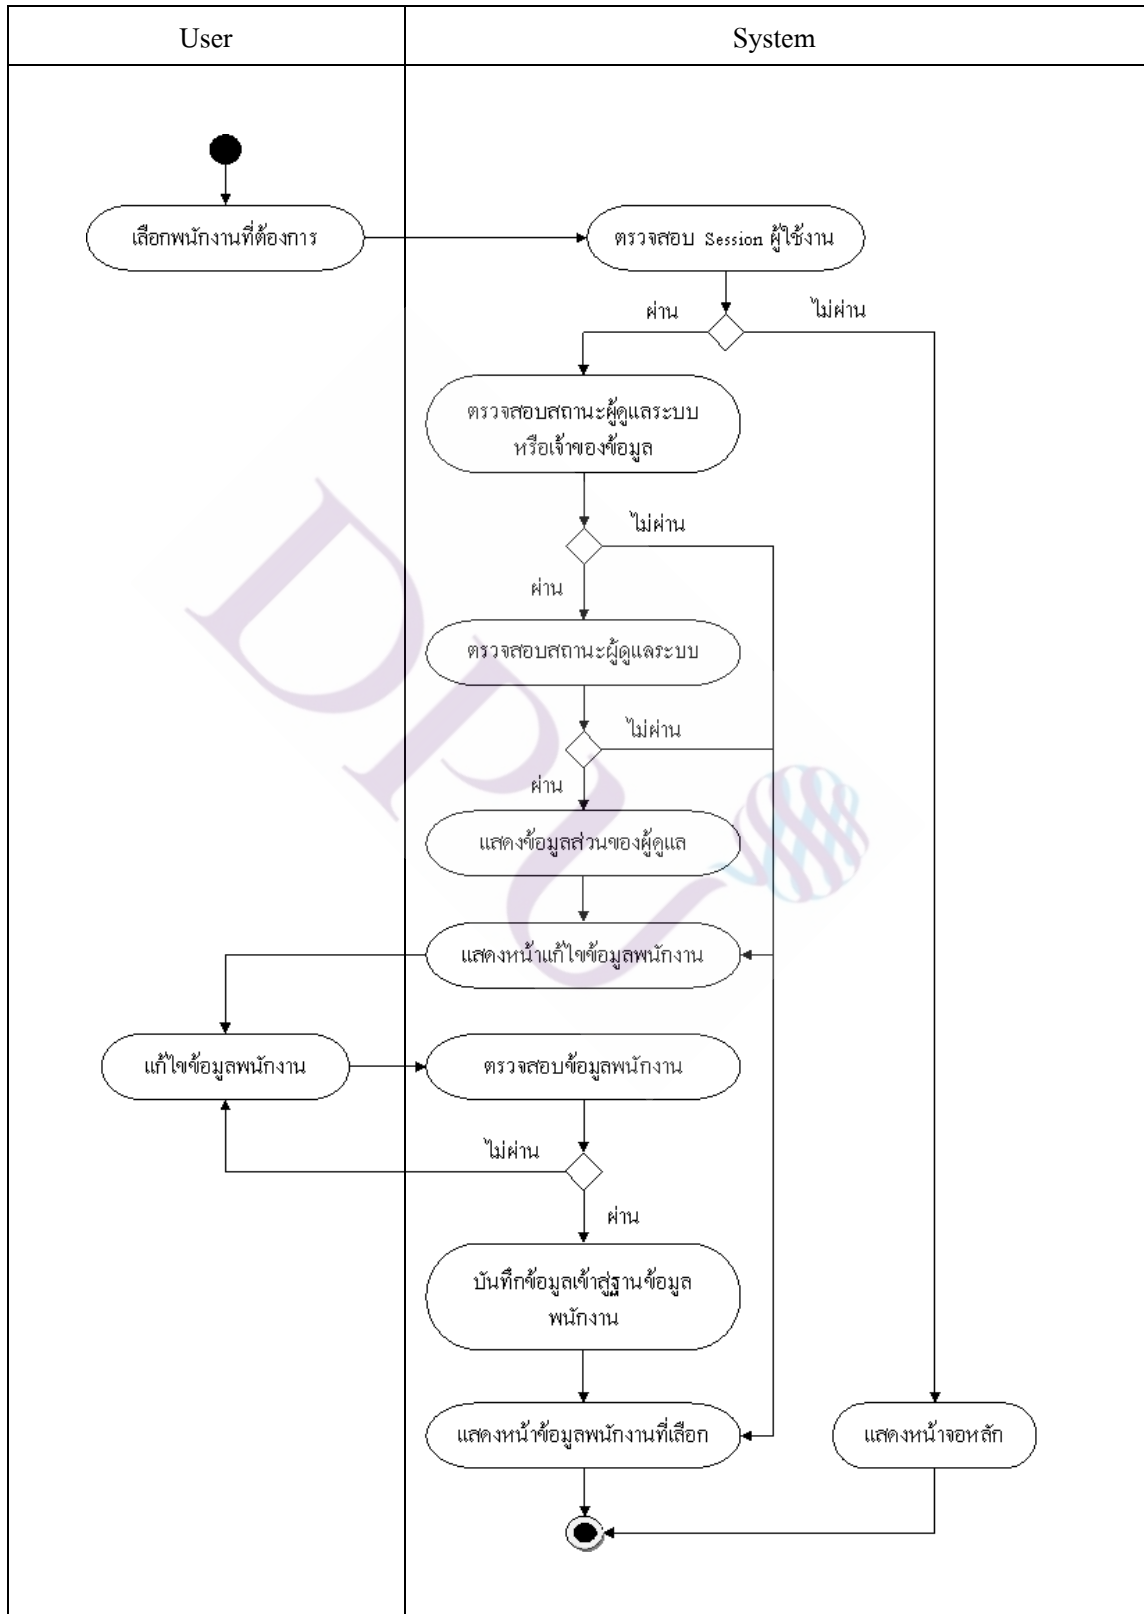 User
System
เลือกพนักงานที่ต้องการ
ตรวจสอบ Session ผู้ใช้งาน
ผ่าน
ไม่ผ่าน
ตรวจสอบสถานะผู้ดูแลระบบ
หรือเจ้าของข้อมูล
ไม่ผ่าน
ผ่าน
ตรวจสอบสถานะผู้ดูแลระบบ
ไม่ผ่าน
ผ่าน
แสดงข้อมูลส่วนของผู้ดูแล
แสดงหน้าแก้ไขข้อมูลพนักงาน
แก้ไขข้อมูลพนักงาน
ตรวจสอบข้อมูลพนักงาน
ไม่ผ่าน
ผ่าน
บันทึกข้อมูลเข้าสู่ฐานข้อมูล
พนักงาน
แสดงหน้าข้อมูลพนักงานที่เลือก
แสดงหน้าจอหลัก
DPU